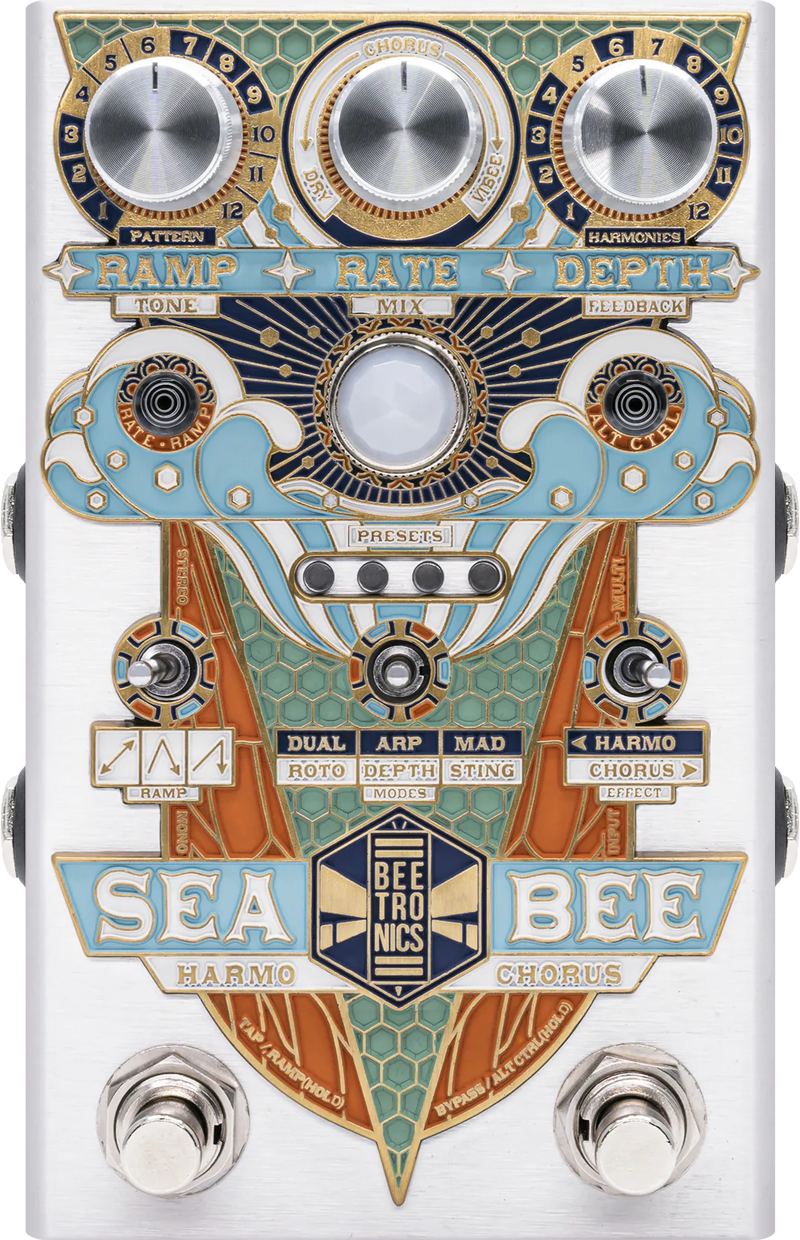 CHORUS
DRY
VIBEE
1 2 3 4 5 6 7 8 9 10 11 12
1 2 3 4 5 6 7 8 9 10 11 12
PATTERN
HARMONIES
RAMP RATE DEPTH
TONE MIX FEEDBACK
RATE • RAMP
ALT CTRL
PRESETS
STEREO
MULTI
DUAL ARP MAD
ROTO DEPTH STING
MODES
HARMO
CHORUS
EFFECT
RAMP
MONO
INPUT
SEA BEE
BEE
TRO
NICS
HARMO CHORUS
TAP / RAMP(HOLD)
BYPASS / ALT CTRL(HOLD)